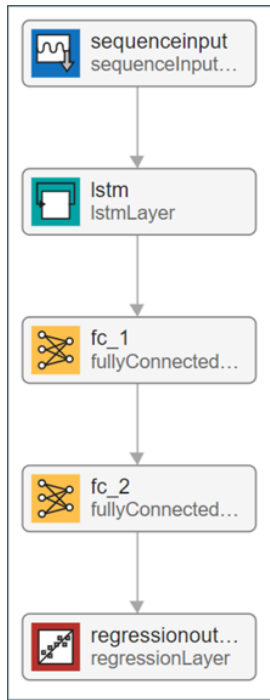 sequenceinput
sequenceInput...
lstm
lstmLayer
fc_1
fullyConnected...
fc_2
fullyConnected...
regressionout...
regressionLayer